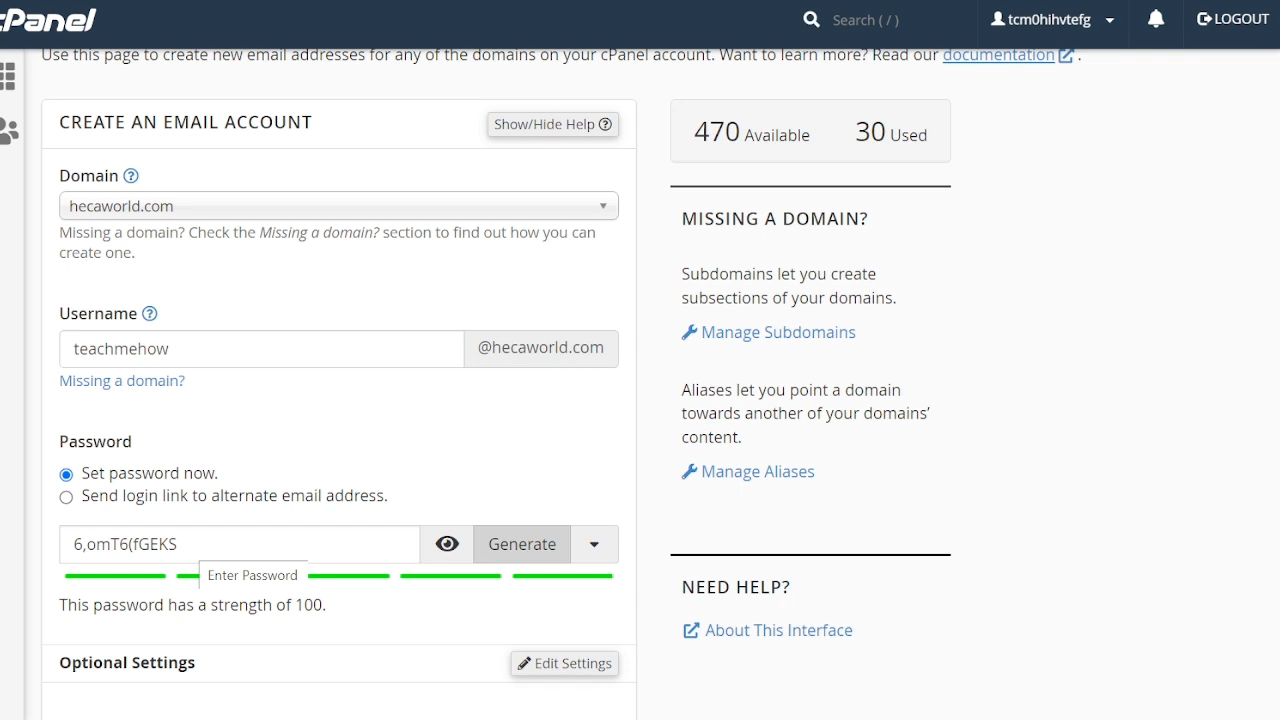 cPanel
Search ( / )
tcm0hihvtefg
LOGOUT
Use this page to create new email addresses for any of the domains on your cPanel account. Want to learn more? Read our documentation .
CREATE AN EMAIL ACCOUNT
Show/Hide Help
Domain
hecaworld.com
Missing a domain? Check the Missing a domain? section to find out how you can
create one.
Username
teachmehow
@hecaworld.com
Missing a domain?
Password
Set password now.
Send login link to alternate email address.
6,omT6(fGEKS
Generate
Enter Password
This password has a strength of 100.
Optional Settings
Edit Settings
470 Available
30 Used
MISSING A DOMAIN?
Subdomains let you create
subsections of your domains.
Manage Subdomains
Aliases let you point a domain
towards another of your domains’
content.
Manage Aliases
NEED HELP?
About This Interface